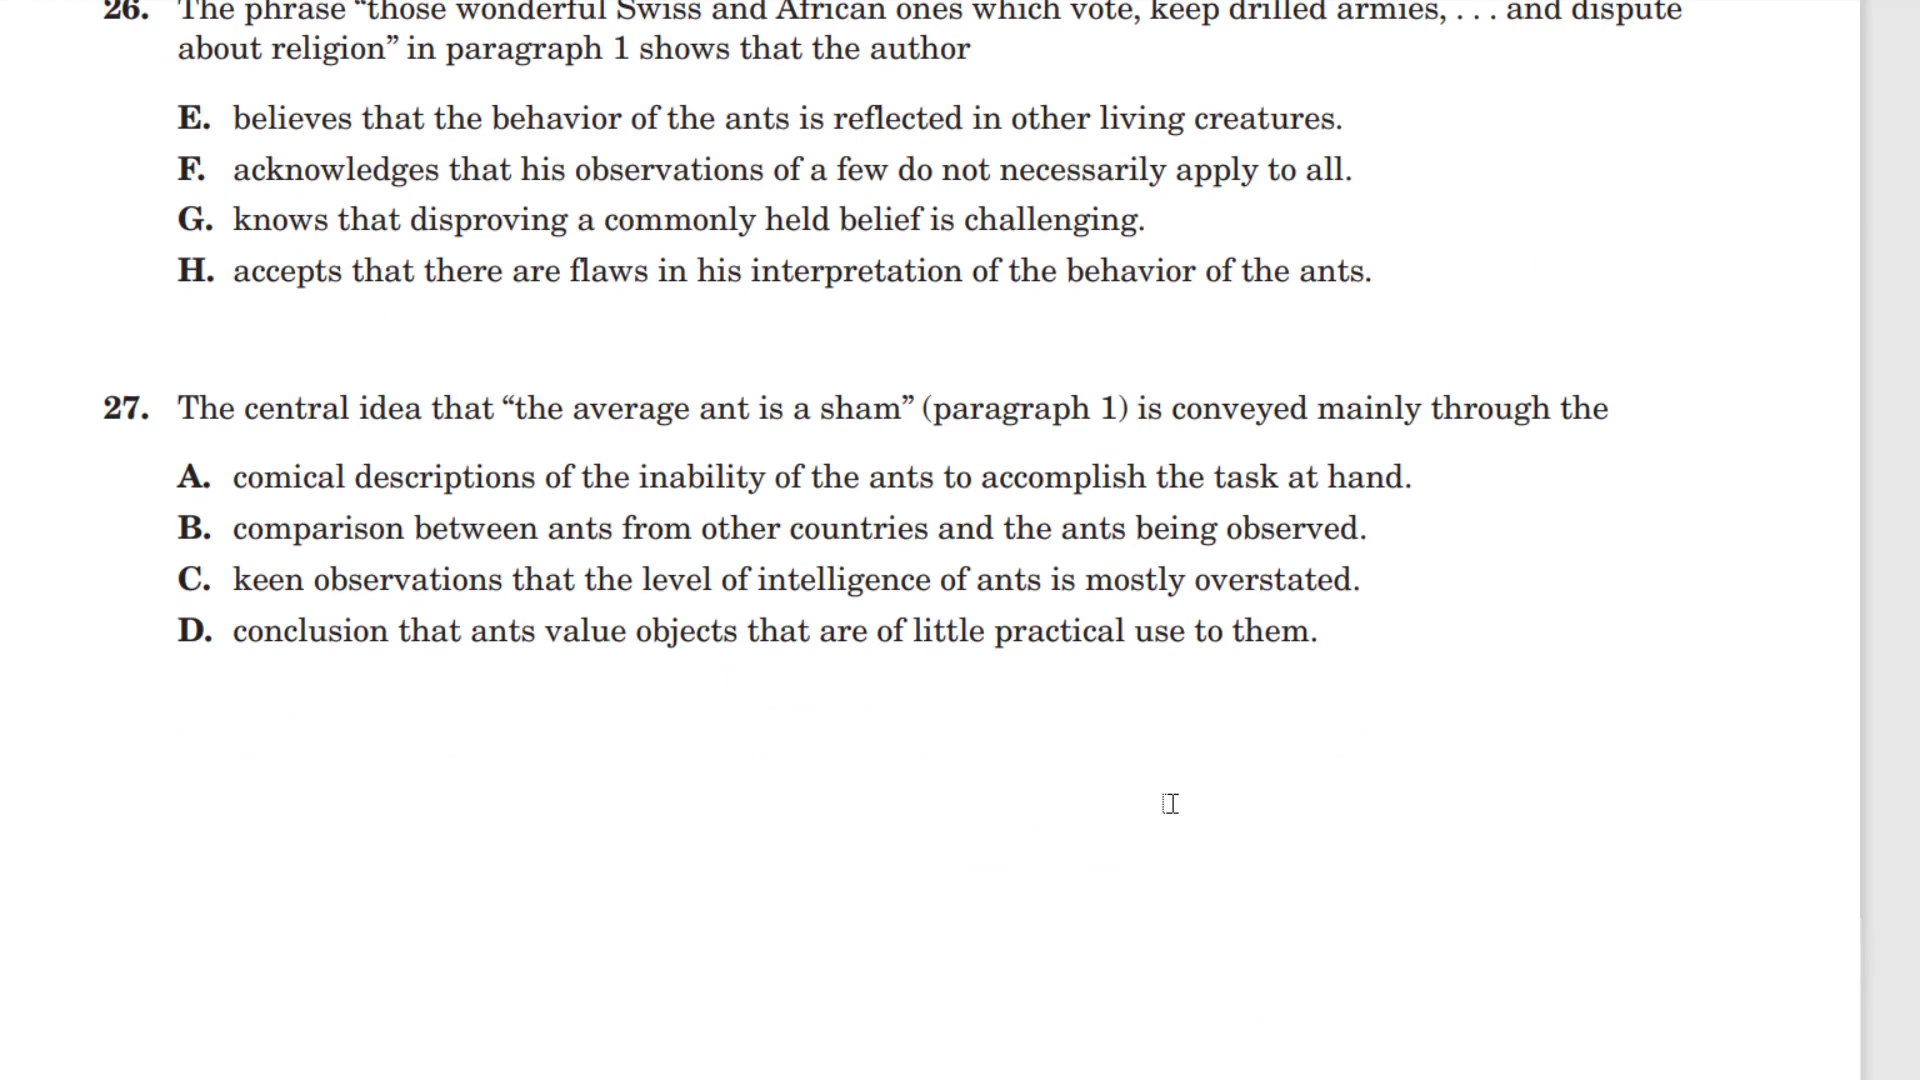 26. The phrase “those wonderful Swiss and African ones which vote, keep drilled armies, . . . and dispute
about religion” in paragraph 1 shows that the author
E. believes that the behavior of the ants is reflected in other living creatures.
F. acknowledges that his observations of a few do not necessarily apply to all.
G. knows that disproving a commonly held belief is challenging.
H. accepts that there are flaws in his interpretation of the behavior of the ants.
27. The central idea that “the average ant is a sham” (paragraph 1) is conveyed mainly through the
A. comical descriptions of the inability of the ants to accomplish the task at hand.
B. comparison between ants from other countries and the ants being observed.
C. keen observations that the level of intelligence of ants is mostly overstated.
D. conclusion that ants value objects that are of little practical use to them.